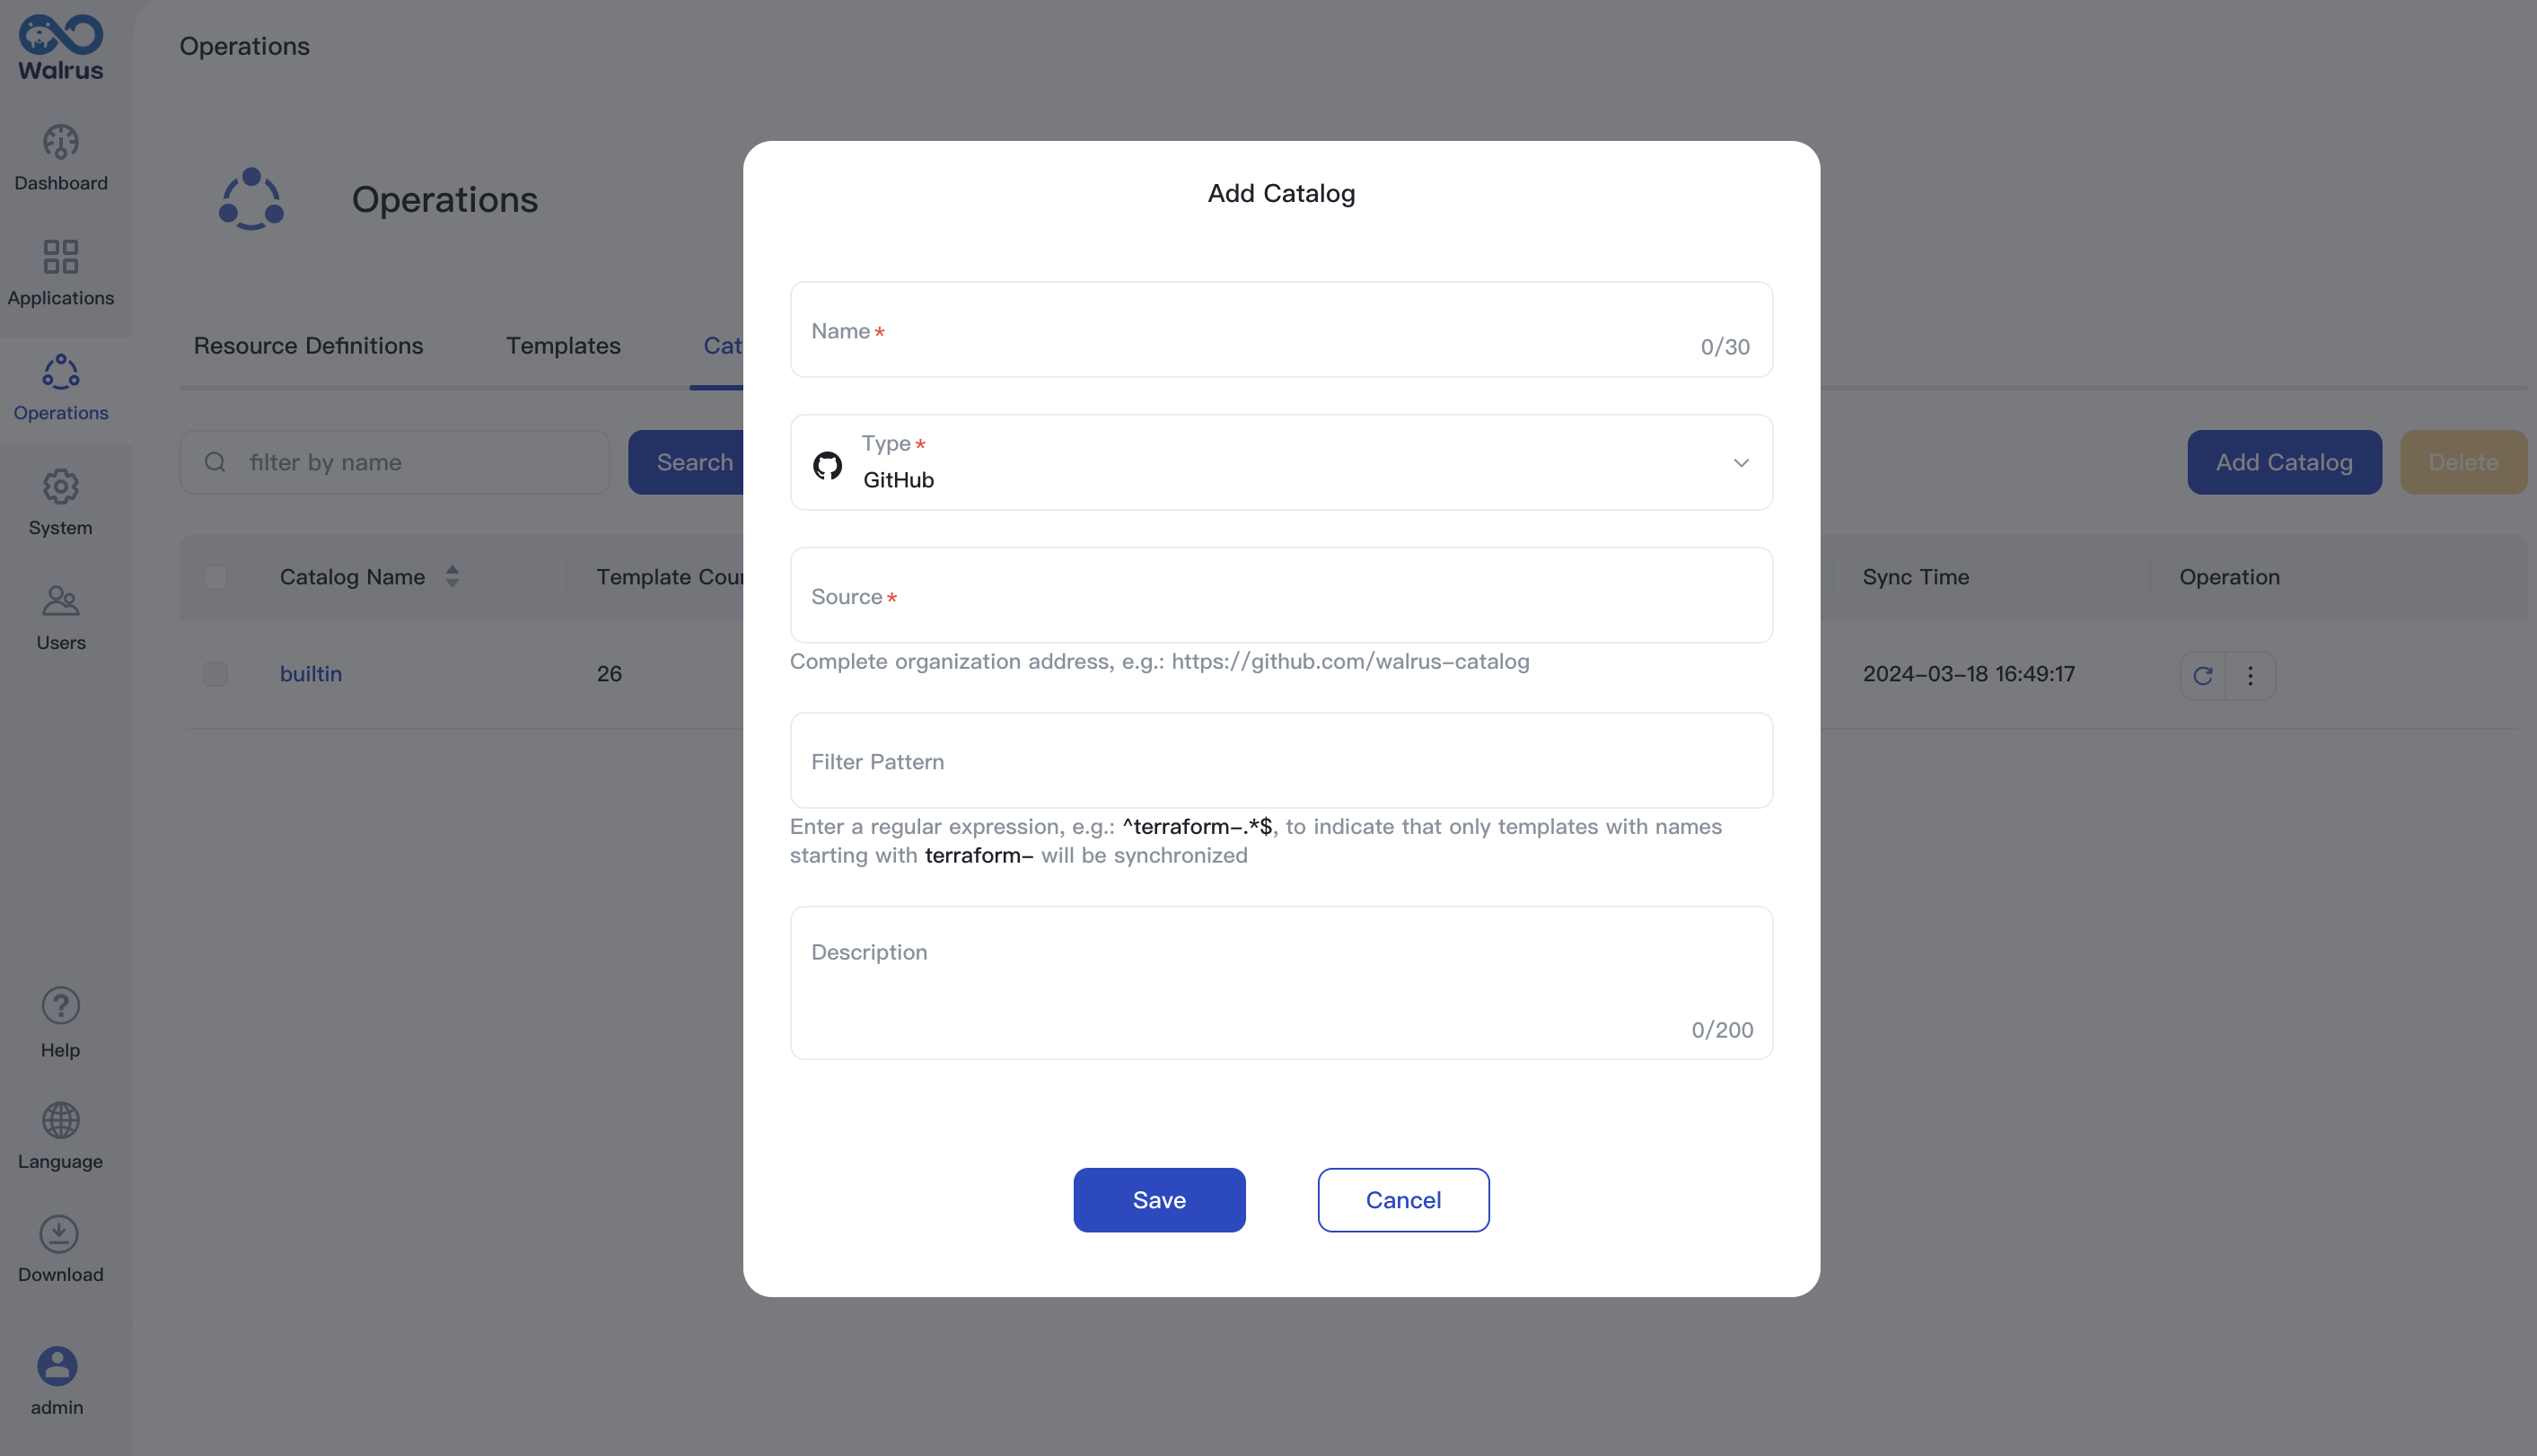 Walrus
Dashboard
Applications
Operations
System
Users
Help
Language
Download
admin
Operations
Operations
Resource Definitions
Templates
Cat
filter by name
Search
Add Catalog
Delete
Catalog Name
Template Cou
Sync Time
Operation
builtin
26
2024-03-18 16:49:17
Add Catalog
Name*
0/30
Type*
GitHub
Source*
Complete organization address, e.g.: https://github.com/walrus-catalog
Filter Pattern
Enter a regular expression, e.g.: ^terraform-.*$, to indicate that only templates with names
starting with terraform- will be synchronized
Description
0/200
Save
Cancel